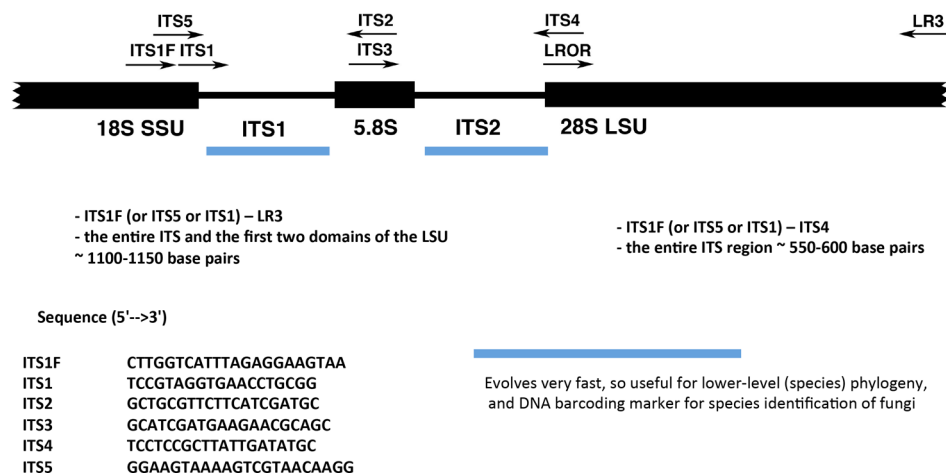 ITS5 ITS2 ITS4 LR3
ITS1F ITS1 ITS3 LROR
18S SSU ITS1 5.8S ITS2 28S LSU
- ITS1F (or ITS5 or ITS1) – LR3
- the entire ITS and the first two domains of the LSU
~ 1100-1150 base pairs
- ITS1F (or ITS5 or ITS1) – ITS4
- the entire ITS region ~ 550-600 base pairs
Sequence (5'-->3')
ITS1F CTTGGTCATTTAGAGGAAGTAA
ITS1 TCCGTAGGTGAACCTGCGG
ITS2 GCTGCGTTCTTCATCGATGC
ITS3 GCATCGATGAAGAACGCAGC
ITS4 TCCTCCGCTTATTGATATGC
ITS5 GGAAGTAAAAGTCGTAACAAGG
Evolves very fast, so useful for lower-level (species) phylogeny,
and DNA barcoding marker for species identification of fungi